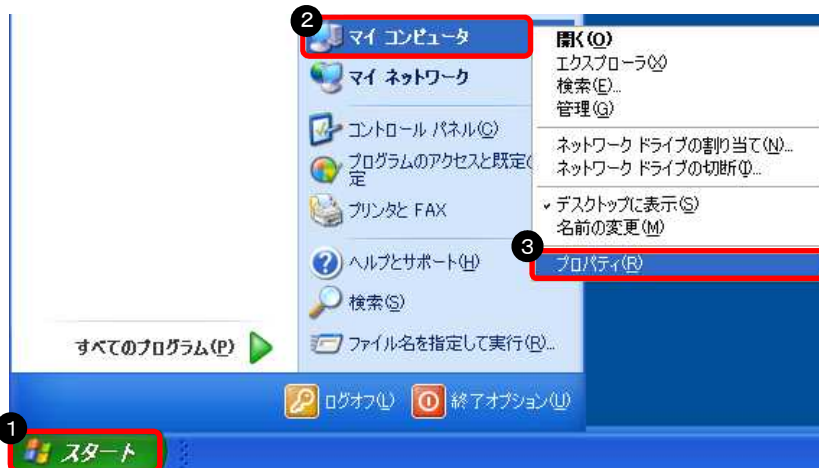 2
マイ コンピュータ
マイ ネットワーク
コントロール パネル(C)
プログラムのアクセスと既定(
定
プリンタと FAX
ヘルプとサポート(H)
検索(S)
ファイル名を指定して実行(R)...
開く(O)
エクスプローラ(X)
検索(E)...
管理(G)
ネットワーク ドライブの割り当て(N)...
ネットワーク ドライブの切断(I)...
デスクトップに表示(S)
名前の変更(M)
3
プロパティ(R)
すべてのプログラム(P)
ログオフ(L)
終了オプション(U)
1
スタート